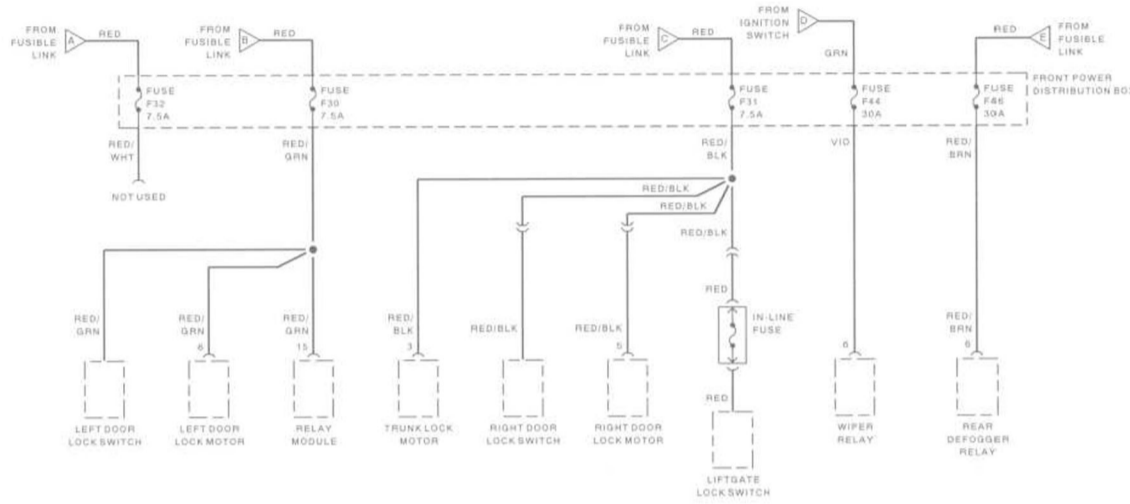 FROM
FUSIBLE
LINK
A
RED
FROM
FUSIBLE
LINK
B
RED
FROM
FUSIBLE
LINK
C
RED
FROM
IGNITION
SWITCH
D
GRN
RED
E
FROM
FUSIBLE
LINK
FUSE
F32
7.5A
FUSE
F30
7.5A
FUSE
F31
7.5A
FUSE
F44
30A
FUSE
F46
30A
FRONT POWER
DISTRIBUTION BO
RED/
WHT
RED/
GRN
RED/
BLK
VIO
RED/
BRN
NOT USED
RED/BLK
RED/BLK
RED/BLK
RED
RED/
GRN
RED/
GRN
6
RED/
GRN
15
RED/
BLK
3
RED/BLK
RED/BLK
5
IN-LINE
FUSE
6
RED/
BRN
6
RED
LEFT DOOR
LOCK SWITCH
LEFT DOOR
LOCK MOTOR
RELAY
MODULE
TRUNK LOCK
MOTOR
RIGHT DOOR
LOCK SWITCH
RIGHT DOOR
LOCK MOTOR
LIFTGATE
LOCK SWITCH
WIPER
RELAY
REAR
DEFOGGER
RELAY